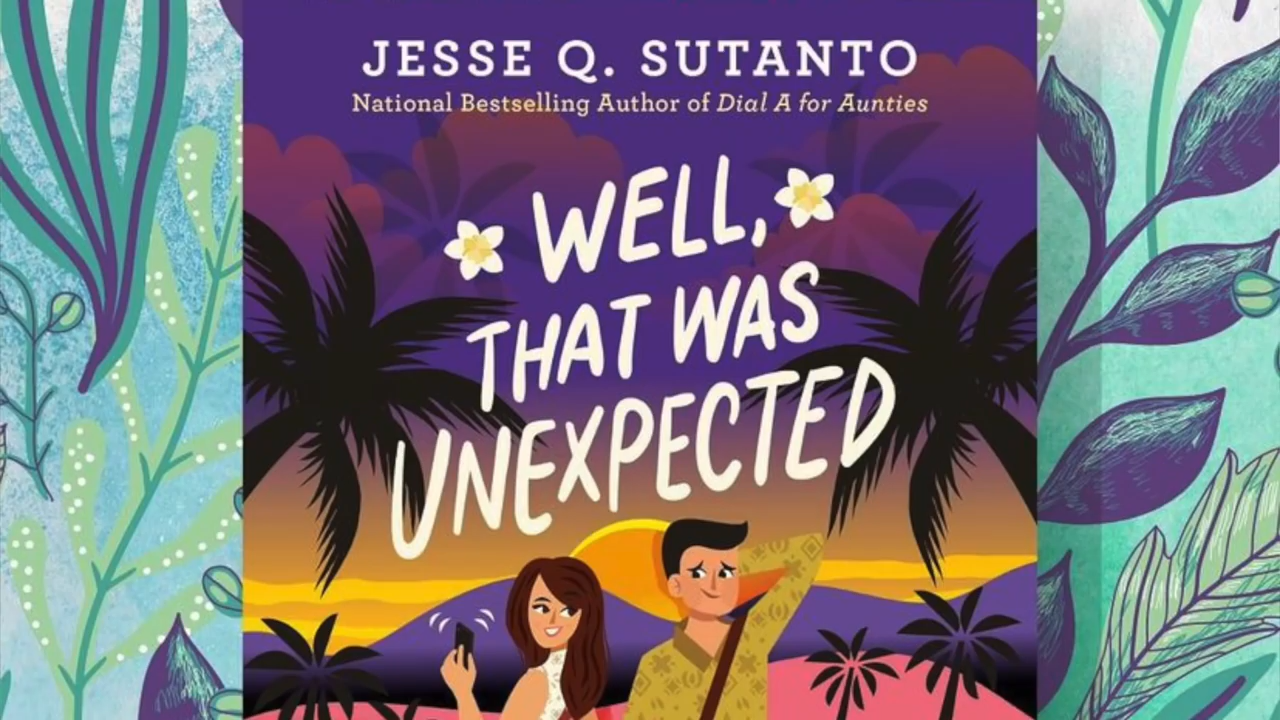 JESSE Q. SUTANTO
National Bestselling Author of Dial A for Aunties
WELL,
THAT WAS
UNEXPECTED